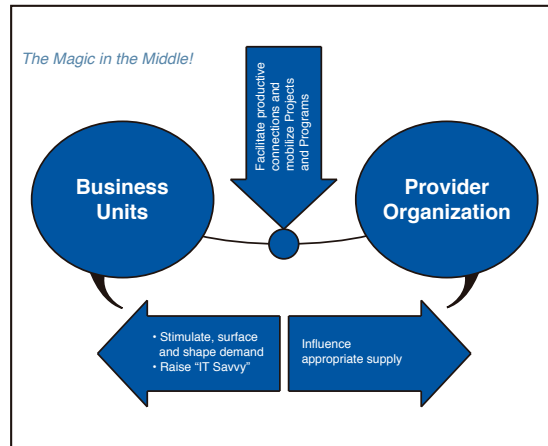 The Magic in the Middle!
Facilitate productive
connections and
mobilize Projects
and Programs
Business
Units
Provider
Organization
• Stimulate, surface
and shape demand
• Raise “IT Savvy”
Influence
appropriate supply